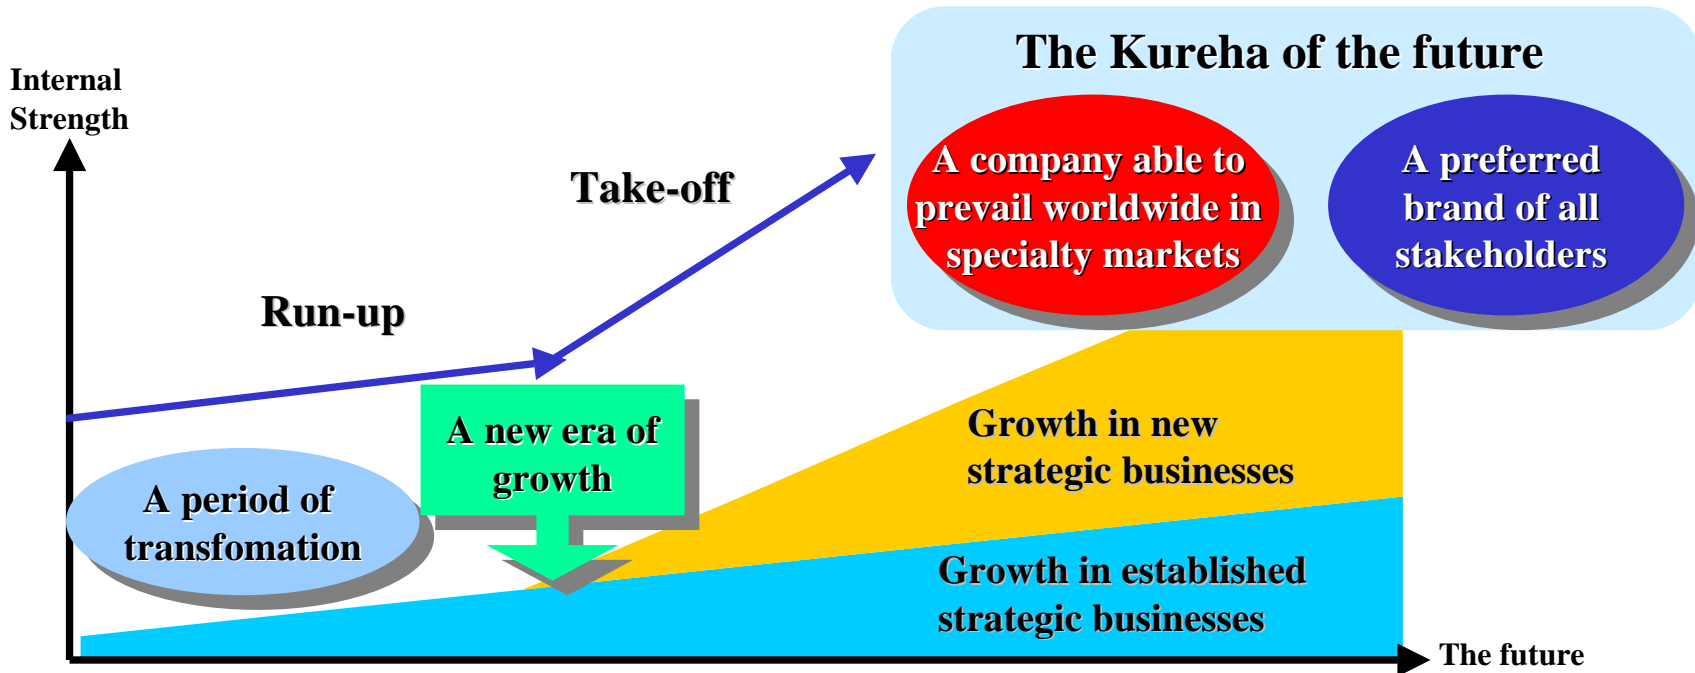 The Kureha of the future
Internal
Strength
A company able to
prevail worldwide in
specialty markets
A preferred
brand of all
stakeholders
Take-off
Run-up
A new era of
growth
Growth in new
strategic businesses
A period of
transfomation
Growth in established
strategic businesses
The future